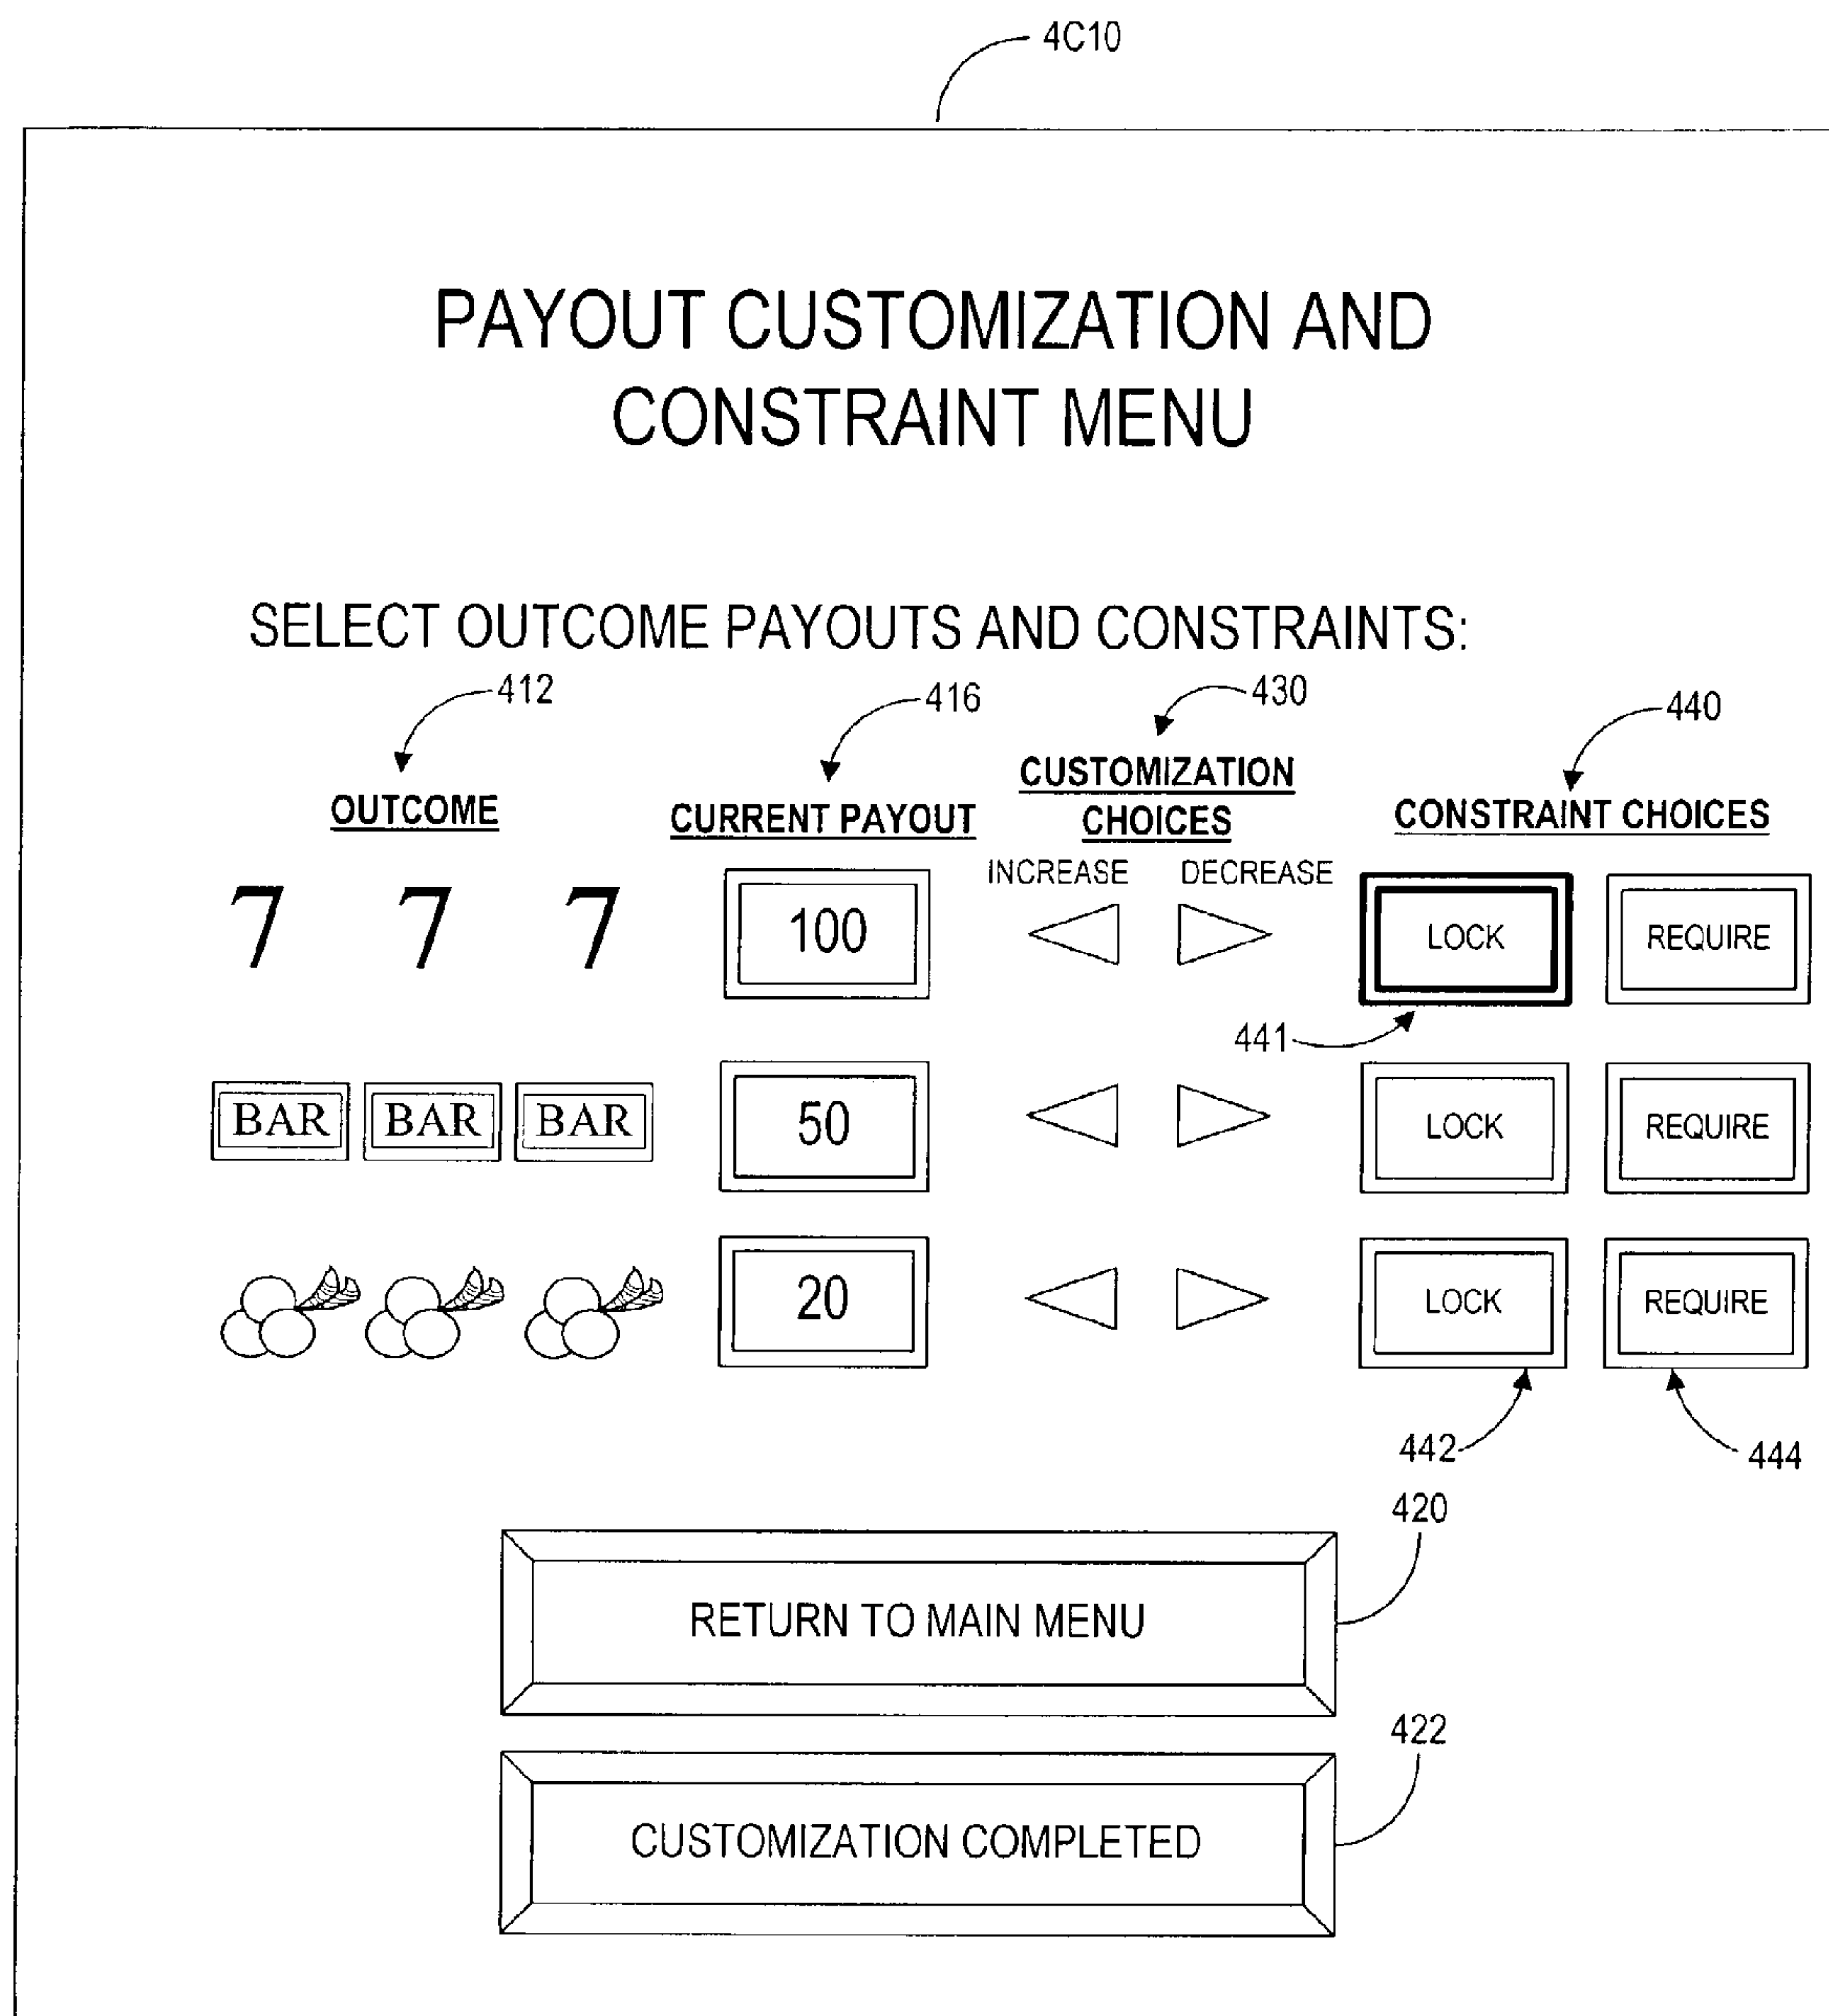 4C10
PAYOUT CUSTOMIZATION AND
CONSTRAINT MENU
SELECT OUTCOME PAYOUTS AND CONSTRAINTS:
412
416
430
440
OUTCOME
CURRENT PAYOUT
CUSTOMIZATION
CHOICES
CONSTRAINT CHOICES
INCREASE DECREASE
7 7 7 100 LOCK REQUIRE
441
BAR BAR BAR 50 LOCK REQUIRE
20 LOCK REQUIRE
442 444
420
RETURN TO MAIN MENU
422
CUSTOMIZATION COMPLETED